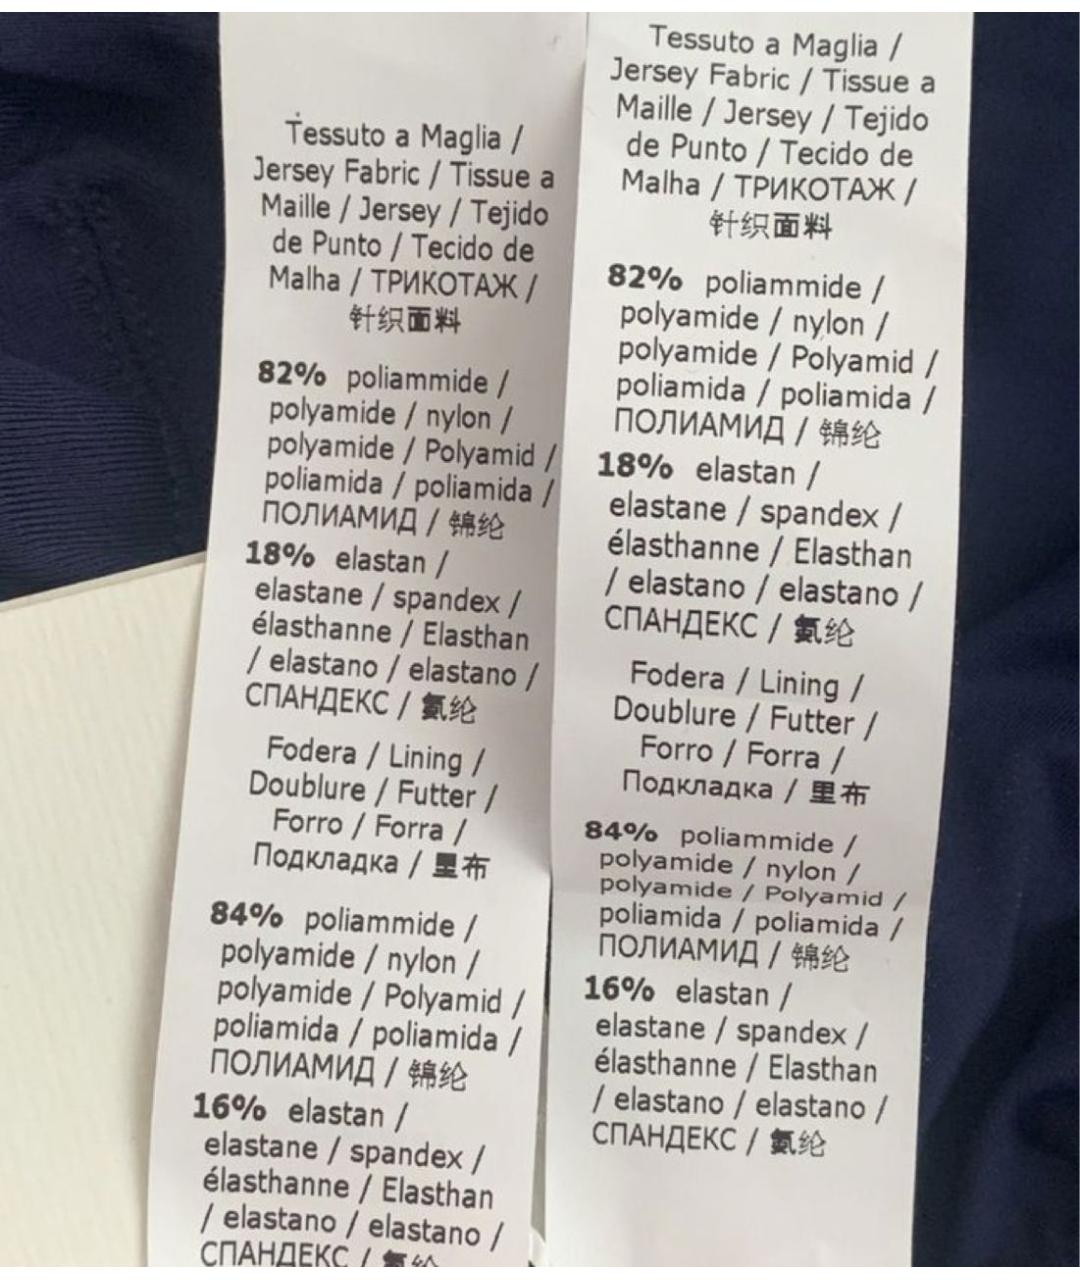 Tessuto a Maglia /
Jersey Fabric / Tissue a
Maille / Jersey / Tejido
de Punto / Tecido de
Malha / ТРИКОТАЖ /
针织面料
82% poliammide /
polyamide / nylon /
polyamide / Polyamid /
poliamida / poliamida /
ПОЛИАМИД / 锦纶
18% elastan /
elastane / spandex /
élasthanne / Elasthan
/ elastano / elastano /
СПАНДЕКС / 氨纶
Fodera / Lining /
Doublure / Futter /
Forro / Forra /
Подкладка / 里布
84% poliammide /
polyamide / nylon /
polyamide / Polyamid /
poliamida / poliamida /
ПОЛИАМИД / 锦纶
16% elastan /
elastane / spandex /
élasthanne / Elasthan
/ elastano / elastano /
СПАНДЕКС / 氨纶
Tessuto a Maglia /
Jersey Fabric / Tissue a
Maille / Jersey / Tejido
de Punto / Tecido de
Malha / ТРИКОТАЖ /
针织面料
82% poliammide /
polyamide / nylon /
polyamide / Polyamid /
poliamida / poliamida /
ПОЛИАМИД / 锦纶
18% elastan /
elastane / spandex /
élasthanne / Elasthan
/ elastano / elastano /
СПАНДЕКС / 氨纶
Fodera / Lining /
Doublure / Futter /
Forro / Forra /
Подкладка / 里布
84% poliammide /
polyamide / nylon /
polyamide / Polyamid /
poliamida / poliamida /
ПОЛИАМИД / 锦纶
16% elastan /
elastane / spandex /
élasthanne / Elasthan
/ elastano / elastano /
СПАНДЕКС / 氨纶